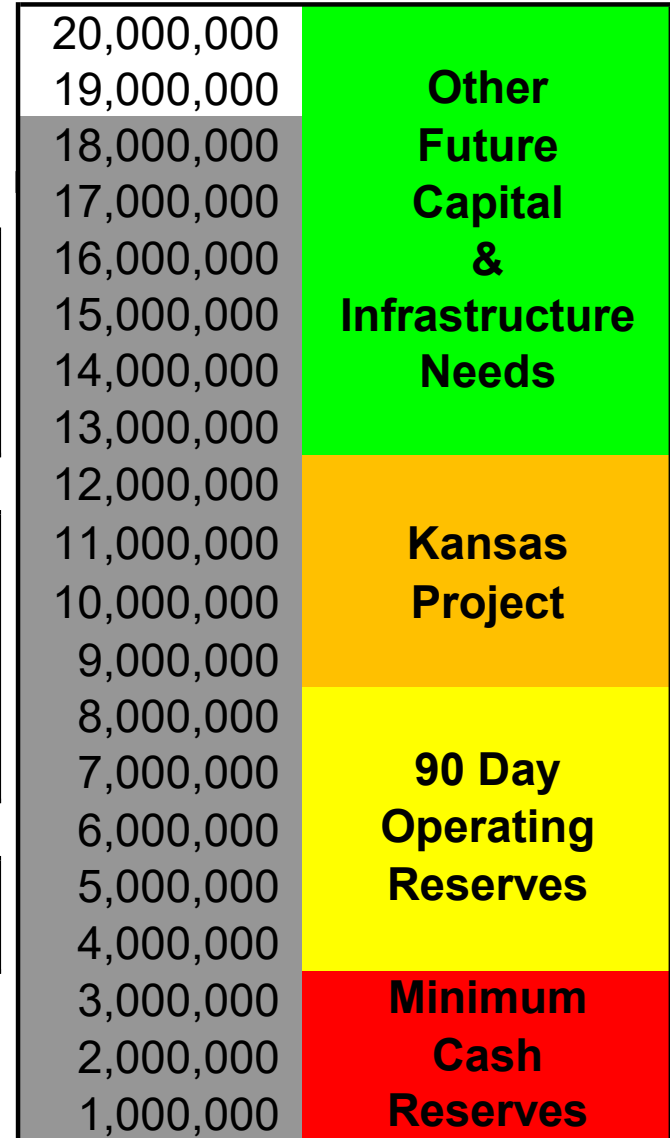 20,000,000
19,000,000
18,000,000
17,000,000
16,000,000
15,000,000
14,000,000
13,000,000
12,000,000
11,000,000
10,000,000
9,000,000
8,000,000
7,000,000
6,000,000
5,000,000
4,000,000
3,000,000
2,000,000
1,000,000
Other
Future
Capital
&
Infrastructure
Needs
Kansas
Project
90 Day
Operating
Reserves
Minimum
Cash
Reserves